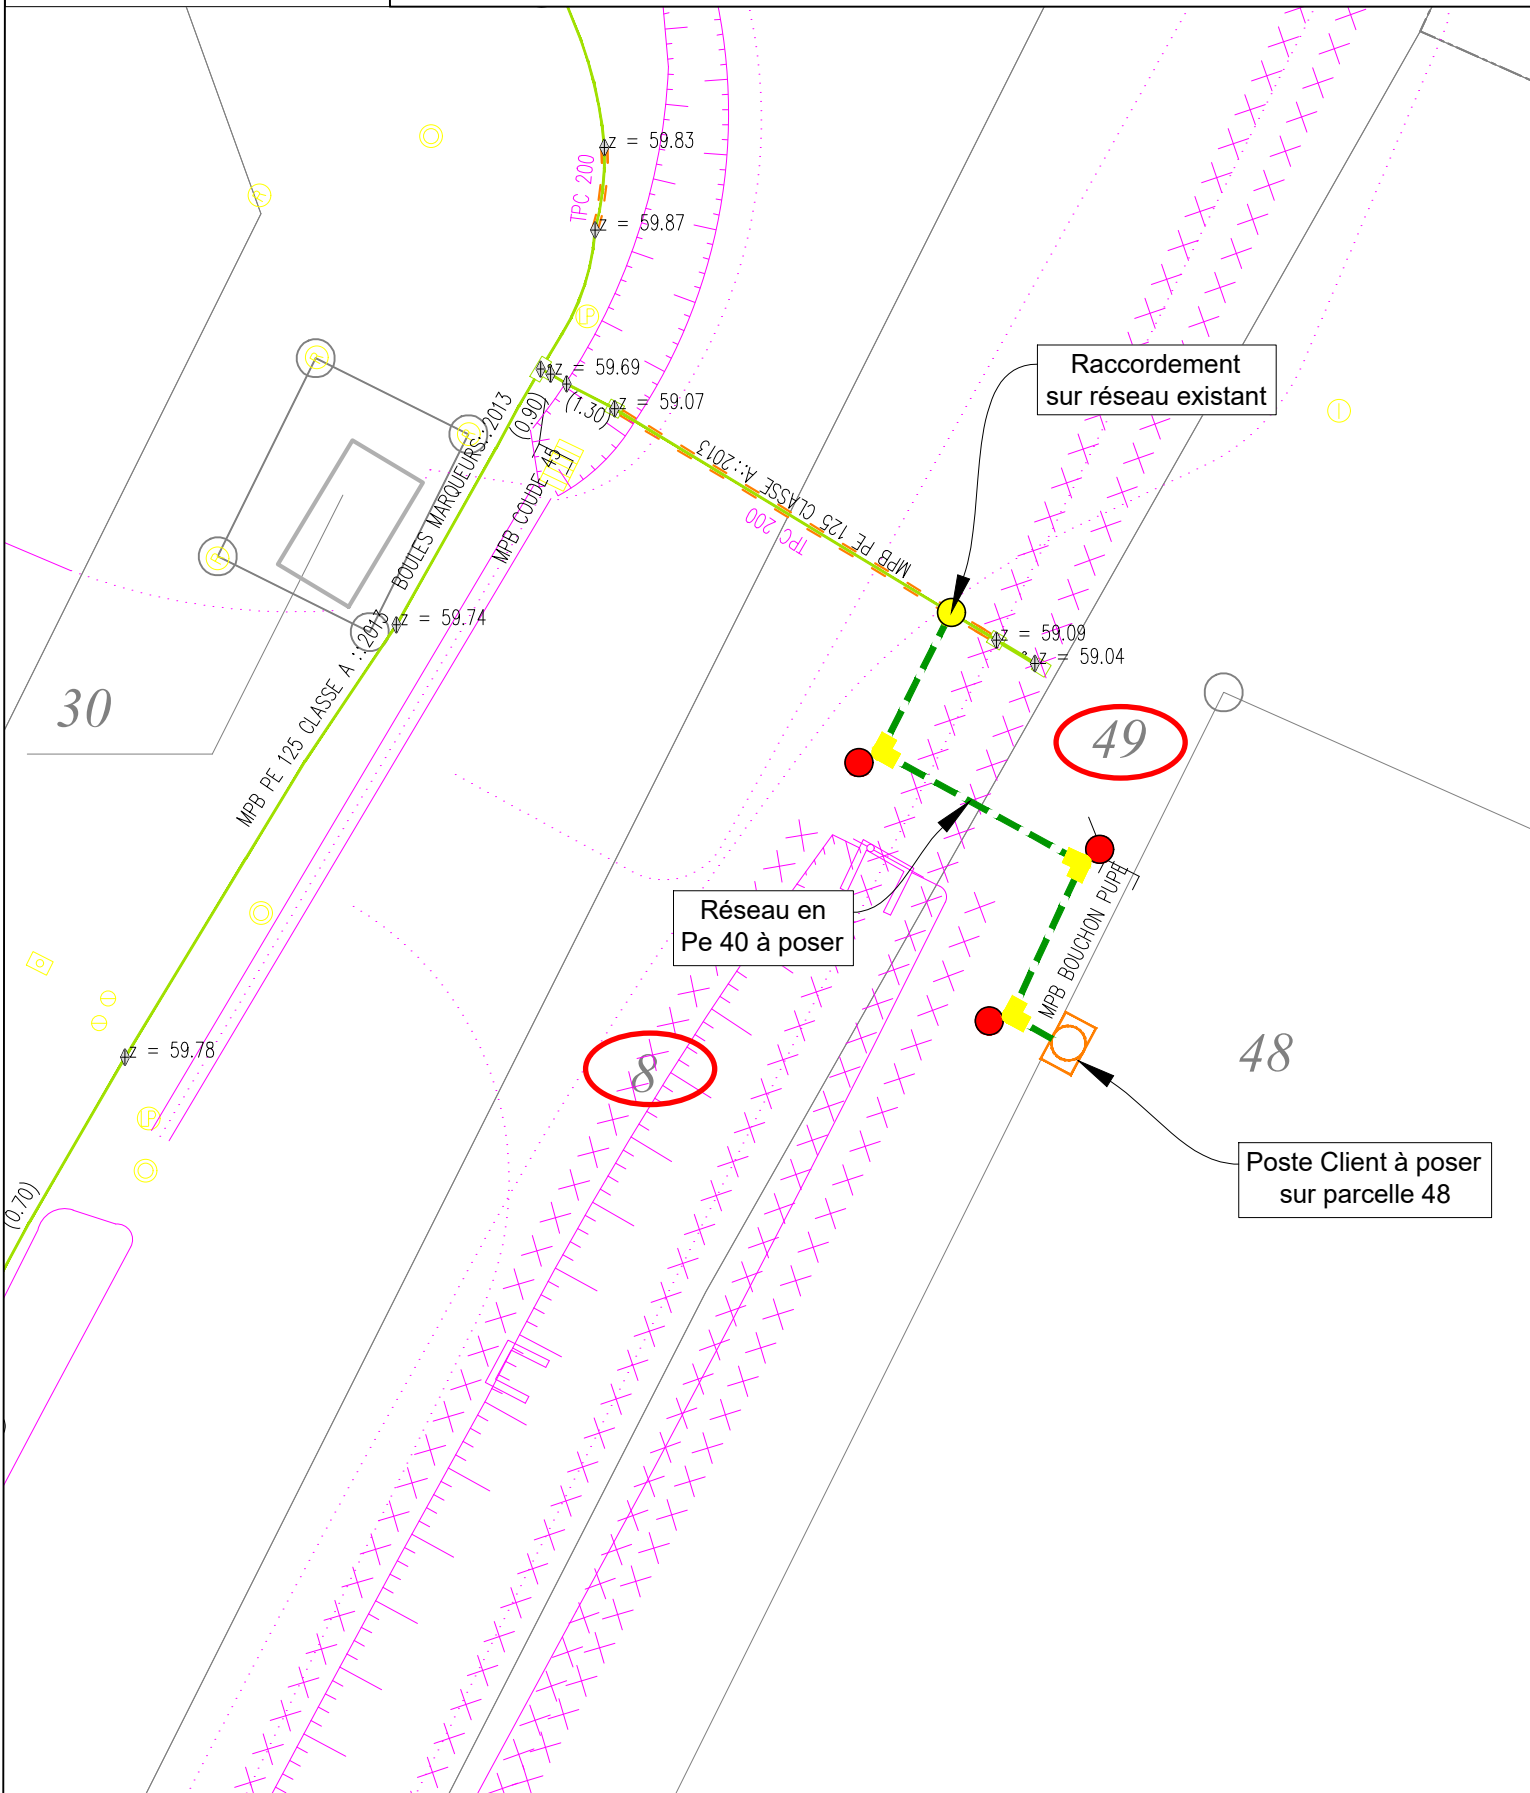 z = 59.83
TPC 200
z = 59.87
z = 59.69
z = 59.07
(0.90)
(1.30)
Raccordement
sur réseau existant
BOULES MARQUEURS::2013
MPB COUDE 45
MPB PE 125 CLASSE A::2013
TPC 200
z = 59.74
z = 59.09
z = 59.04
MPB PE 125 CLASSE A ::2013
30
49
Réseau en
Pe 40 à poser
MPB BOUCHON PUPE
z = 59.78
8
48
Poste Client à poser
sur parcelle 48
(0.70)
LP
LP